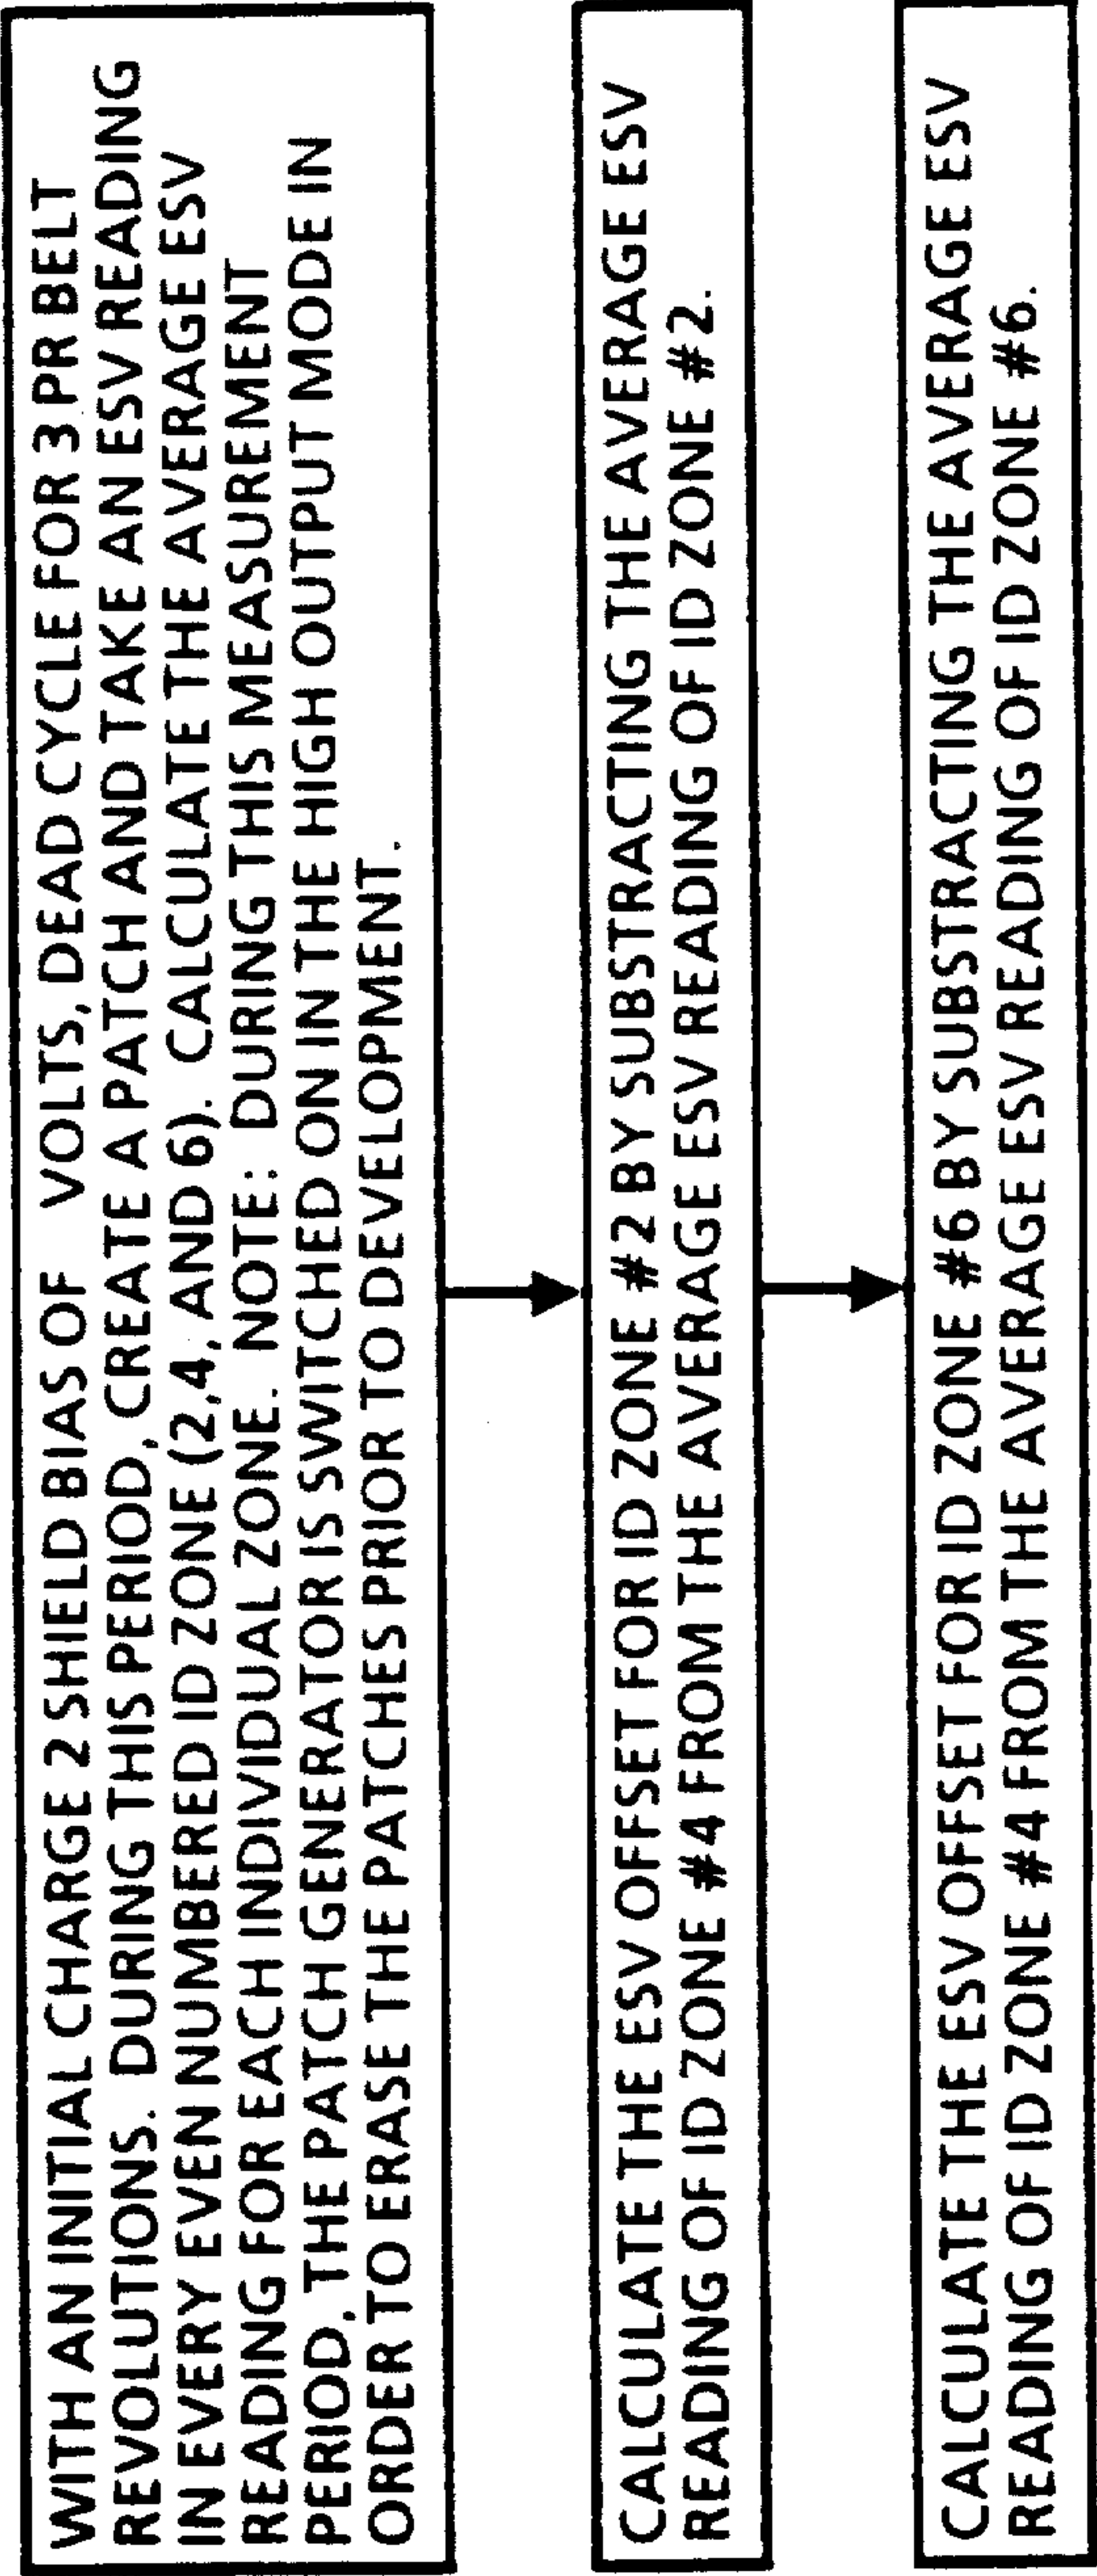 WITH AN INITIAL CHARGE 2 SHIELD BIAS OF VOLTS, DEAD CYCLE FOR 3 PR BELT
REVOLUTIONS. DURING THIS PERIOD, CREATE A PATCH AND TAKE AN ESV READING
IN EVERY EVEN NUMBERED ID ZONE (2,4, AND 6). CALCULATE THE AVERAGE ESV
READING FOR EACH INDIVIDUAL ZONE. NOTE: DURING THIS MEASUREMENT
PERIOD, THE PATCH GENERATOR IS SWITCHED ON IN THE HIGH OUTPUT MODE IN
ORDER TO ERASE THE PATCHES PRIOR TO DEVELOPMENT.
CALCULATE THE ESV OFFSET FOR ID ZONE #2 BY SUBSTRACTING THE AVERAGE ESV
READING OF ID ZONE #4 FROM THE AVERAGE ESV READING OF ID ZONE #2.
CALCULATE THE ESV OFFSET FOR ID ZONE #6 BY SUBSTRACTING THE AVERAGE ESV
READING OF ID ZONE #4 FROM THE AVERAGE ESV READING OF ID ZONE #6.